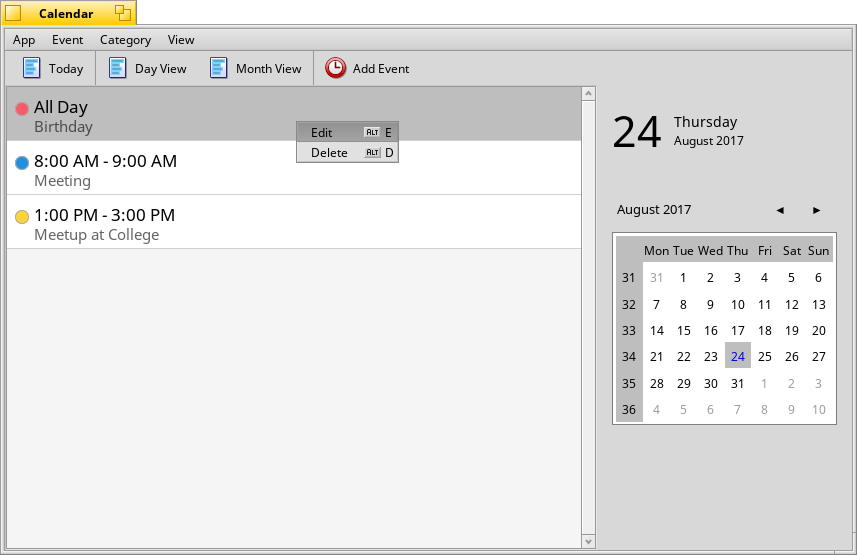 Calendar
App Event Category View
Today Day View Month View Add Event
All Day
Birthday
8:00 AM - 9:00 AM
Meeting
1:00 PM - 3:00 PM
Meetup at College
Edit ALT E
Delete ALT D
24
Thursday
August 2017
August 2017 ◄ ►
Mon Tue Wed Thu Fri Sat Sun
31 31 1 2 3 4 5 6
32 7 8 9 10 11 12 13
33 14 15 16 17 18 19 20
34 21 22 23 24 25 26 27
35 28 29 30 31 1 2 3
36 4 5 6 7 8 9 10